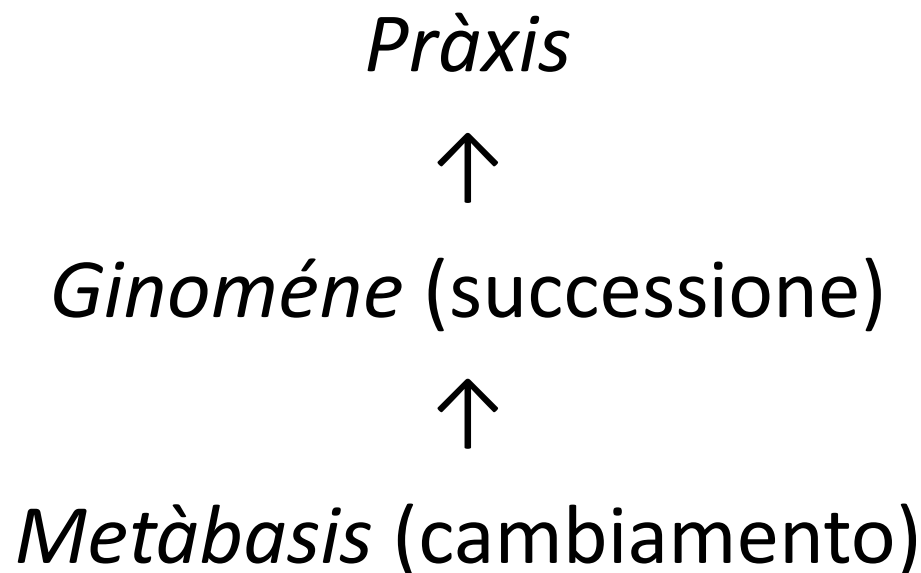 Pràxis
↑
Ginoméne (successione)
↑
Metàbasis (cambiamento)